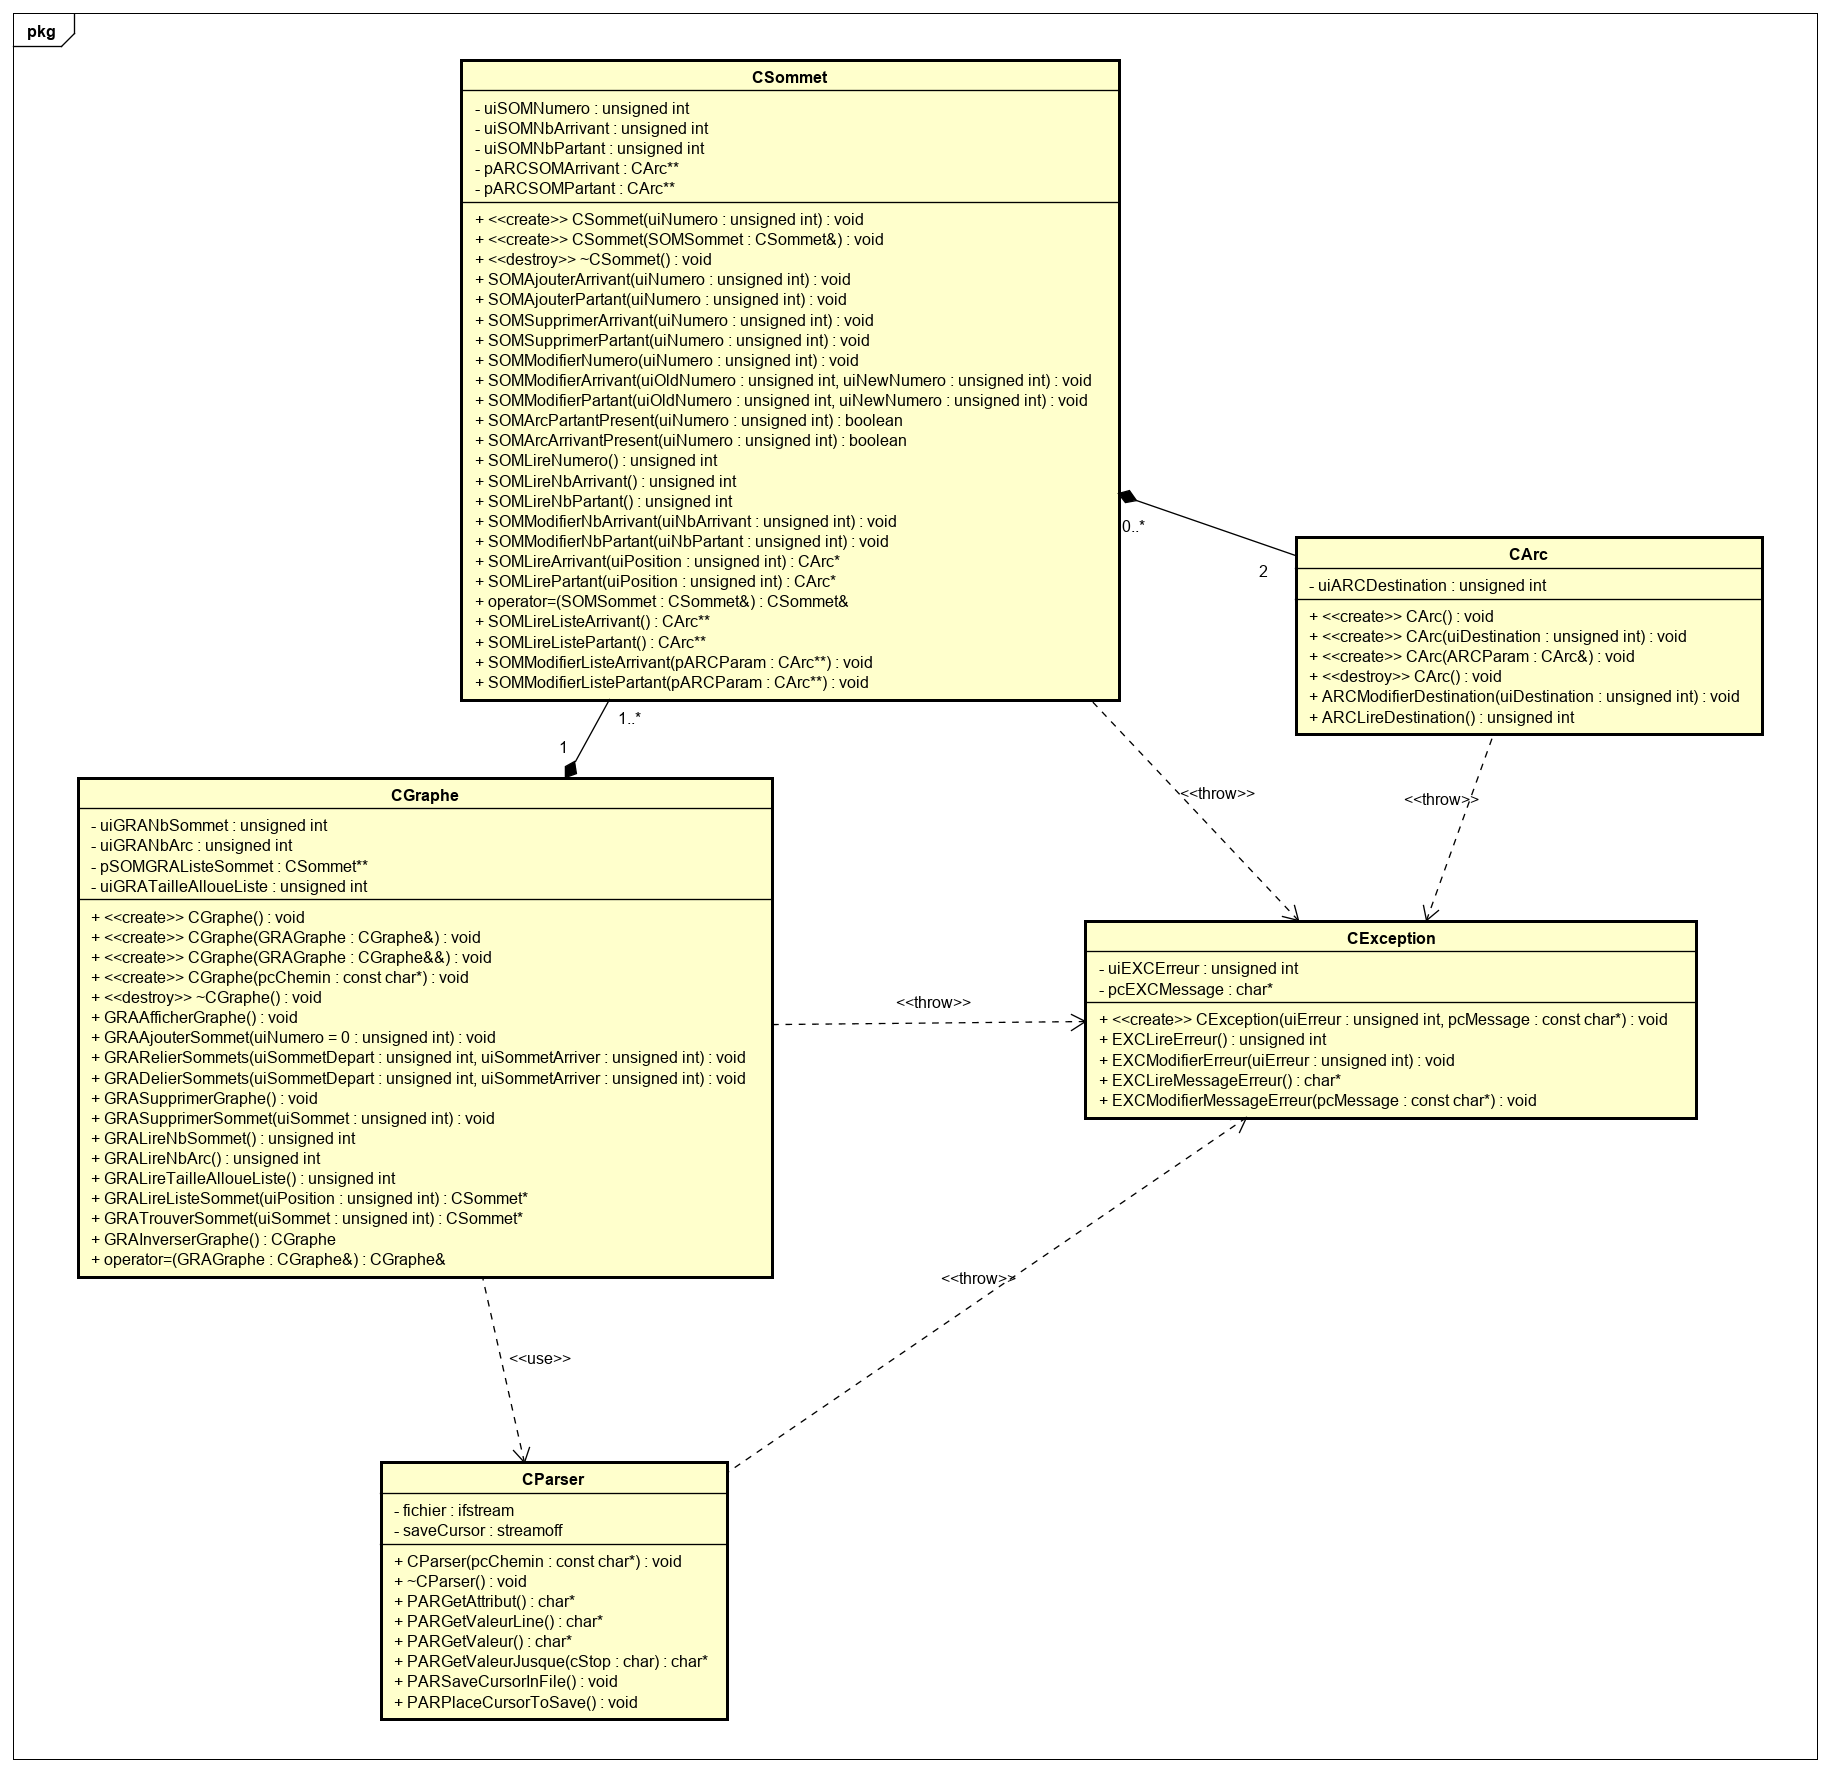 pkg
CSommet
- uiSOMNumero : unsigned int
- uiSOMNbArrivant : unsigned int
- uiSOMNbPartant : unsigned int
- pARCSOMArrivant : CArc**
- pARCSOMPartant : CArc**
+ <<create>> CSommet(uiNumero : unsigned int) : void
+ <<create>> CSommet(SOMSommet : CSommet&) : void
+ <<destroy>> ~CSommet() : void
+ SOMAjouterArrivant(uiNumero : unsigned int) : void
+ SOMAjouterPartant(uiNumero : unsigned int) : void
+ SOMSupprimerArrivant(uiNumero : unsigned int) : void
+ SOMSupprimerPartant(uiNumero : unsigned int) : void
+ SOMModifierNumero(uiNumero : unsigned int) : void
+ SOMModifierArrivant(uiOldNumero : unsigned int, uiNewNumero : unsigned int) : void
+ SOMModifierPartant(uiOldNumero : unsigned int, uiNewNumero : unsigned int) : void
+ SOMArcPartantPresent(uiNumero : unsigned int) : boolean
+ SOMArcArrivantPresent(uiNumero : unsigned int) : boolean
+ SOMLireNumero() : unsigned int
+ SOMLireNbArrivant() : unsigned int
+ SOMLireNbPartant() : unsigned int
+ SOMModifierNbArrivant(uiNbArrivant : unsigned int) : void
+ SOMModifierNbPartant(uiNbPartant : unsigned int) : void
+ SOMLireArrivant(uiPosition : unsigned int) : CArc*
+ SOMLirePartant(uiPosition : unsigned int) : CArc*
+ operator=(SOMSommet : CSommet&) : CSommet&
+ SOMLireListeArrivant() : CArc**
+ SOMLireListePartant() : CArc**
+ SOMModifierListeArrivant(pARCParam : CArc**) : void
+ SOMModifierListePartant(pARCParam : CArc**) : void
0..*
2
CArc
- uiARCDestination : unsigned int
+ <<create>> CArc() : void
+ <<create>> CArc(uiDestination : unsigned int) : void
+ <<create>> CArc(ARCParam : CArc&) : void
+ <<destroy>> CArc() : void
+ ARCModifierDestination(uiDestination : unsigned int) : void
+ ARCLireDestination() : unsigned int
1..*
1
<<throw>>
<<throw>>
CGraphe
- uiGRANbSommet : unsigned int
- uiGRANbArc : unsigned int
- pSOMGRAListeSommet : CSommet**
- uiGRATailleAlloueListe : unsigned int
+ <<create>> CGraphe() : void
+ <<create>> CGraphe(GRAGraphe : CGraphe&) : void
+ <<create>> CGraphe(GRAGraphe : CGraphe&&) : void
+ <<create>> CGraphe(pcChemin : const char*) : void
+ <<destroy>> ~CGraphe() : void
+ GRAAfficherGraphe() : void
+ GRAAjouterSommet(uiNumero = 0 : unsigned int) : void
+ GRARelierSommets(uiSommetDepart : unsigned int, uiSommetArriver : unsigned int) : void
+ GRADelierSommets(uiSommetDepart : unsigned int, uiSommetArriver : unsigned int) : void
+ GRASupprimerGraphe() : void
+ GRASupprimerSommet(uiSommet : unsigned int) : void
+ GRALireNbSommet() : unsigned int
+ GRALireNbArc() : unsigned int
+ GRALireTailleAlloueListe() : unsigned int
+ GRALireListeSommet(uiPosition : unsigned int) : CSommet*
+ GRATrouverSommet(uiSommet : unsigned int) : CSommet*
+ GRAInverserGraphe() : CGraphe
+ operator=(GRAGraphe : CGraphe&) : CGraphe&
<<throw>>
CException
- uiEXCErreur : unsigned int
- pcEXCMessage : char*
+ <<create>> CException(uiErreur : unsigned int, pcMessage : const char*) : void
+ EXCLireErreur() : unsigned int
+ EXCModifierErreur(uiErreur : unsigned int) : void
+ EXCLireMessageErreur() : char*
+ EXCModifierMessageErreur(pcMessage : const char*) : void
<<throw>>
<<use>>
CParser
- fichier : ifstream
- saveCursor : streamoff
+ CParser(pcChemin : const char*) : void
+ ~CParser() : void
+ PARGetAttribut() : char*
+ PARGetValeurLine() : char*
+ PARGetValeur() : char*
+ PARGetValeurJusque(cStop : char) : char*
+ PARSaveCursorInFile() : void
+ PARPlaceCursorToSave() : void